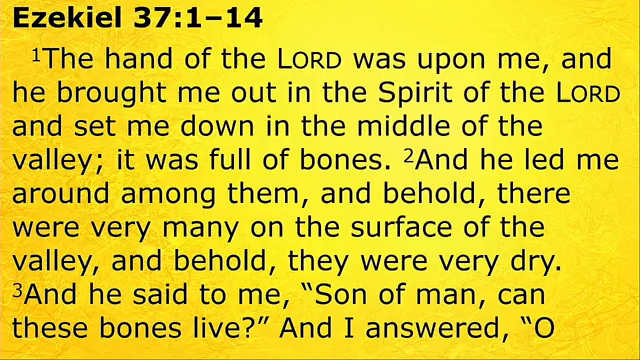 Ezekiel 37:1–14
¹The hand of the LORD was upon me, and
he brought me out in the Spirit of the LORD
and set me down in the middle of the
valley; it was full of bones. ²And he led me
around among them, and behold, there
were very many on the surface of the
valley, and behold, they were very dry.
³And he said to me, “Son of man, can
these bones live?” And I answered, “O